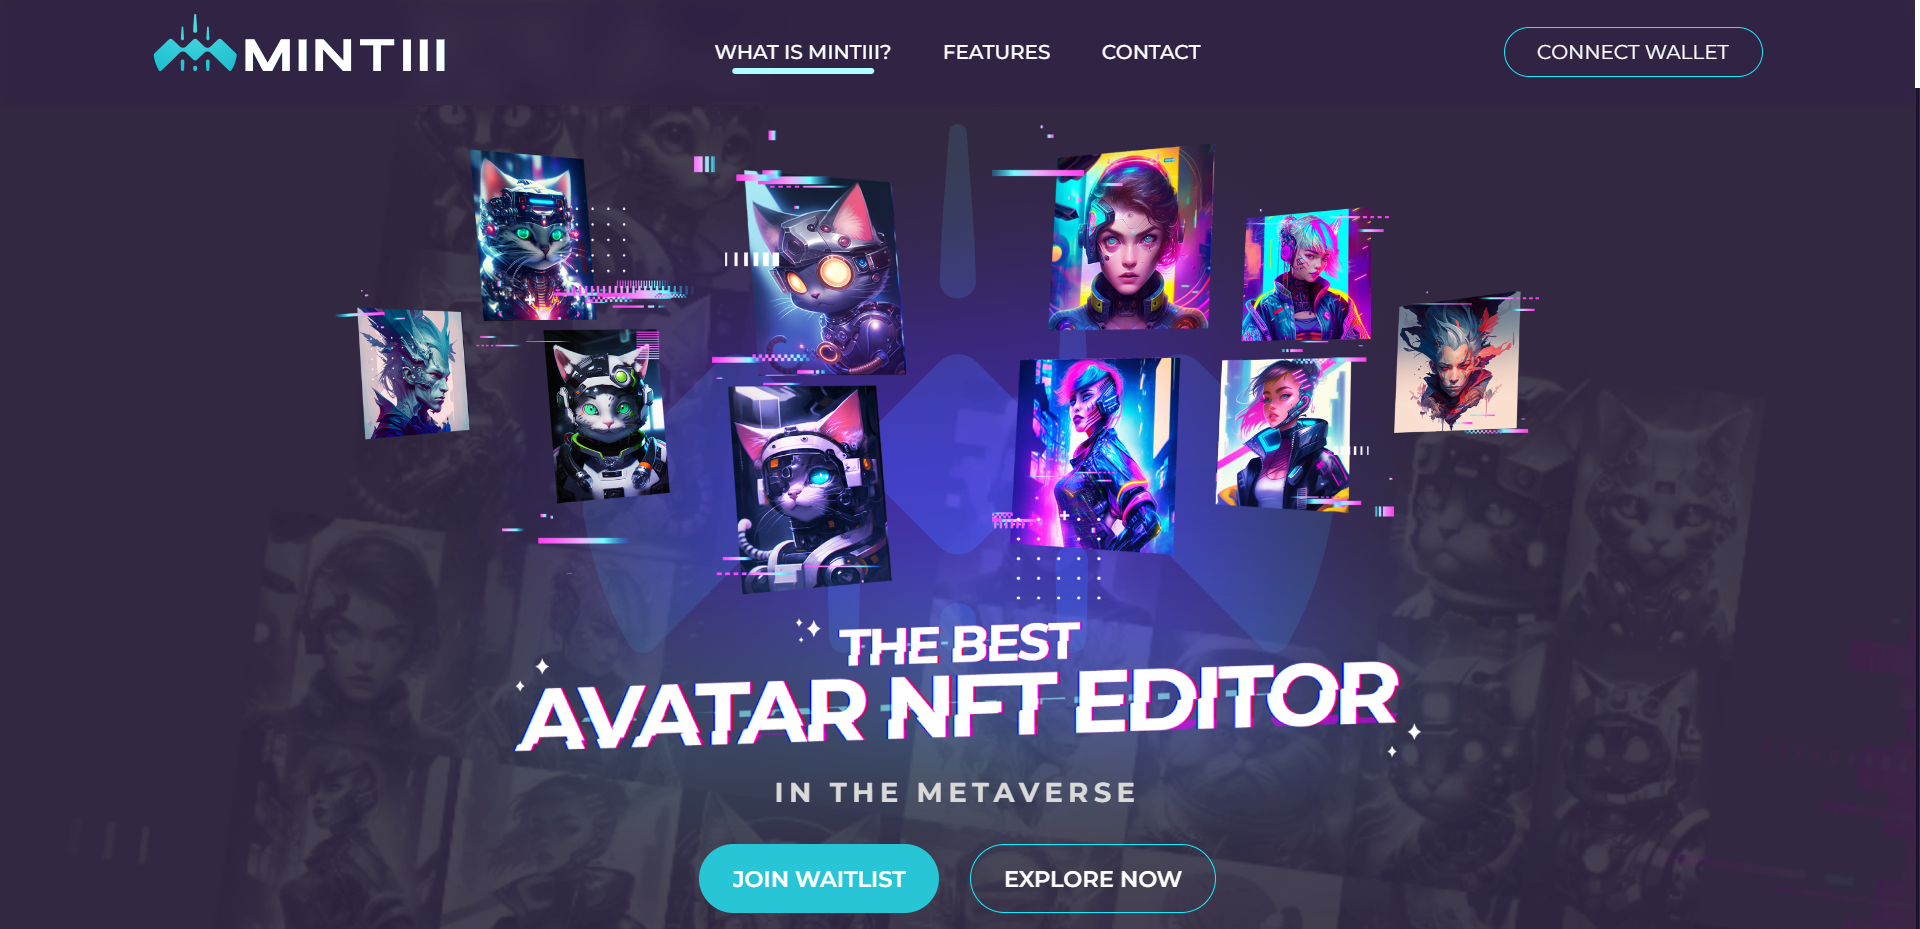 MINTIII
WHAT IS MINTIII?
FEATURES
CONTACT
CONNECT WALLET
THE BEST
AVATAR NFT EDITOR
IN THE METAVERSE
JOIN WAITLIST
EXPLORE NOW